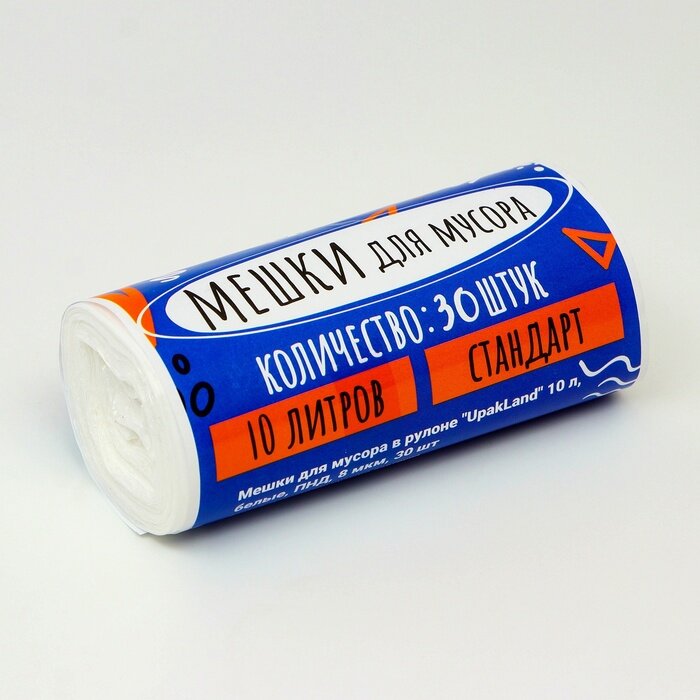 МЕШКИ ДЛЯ МУСОРА
КОЛИЧЕСТВО: 30 ШТУК
10 ЛИТРОВ
СТАНДАРТ
Мешки для мусора в рулоне "UpakLand" 10 л,
белые, ПНД, 8 мкм, 30 шт